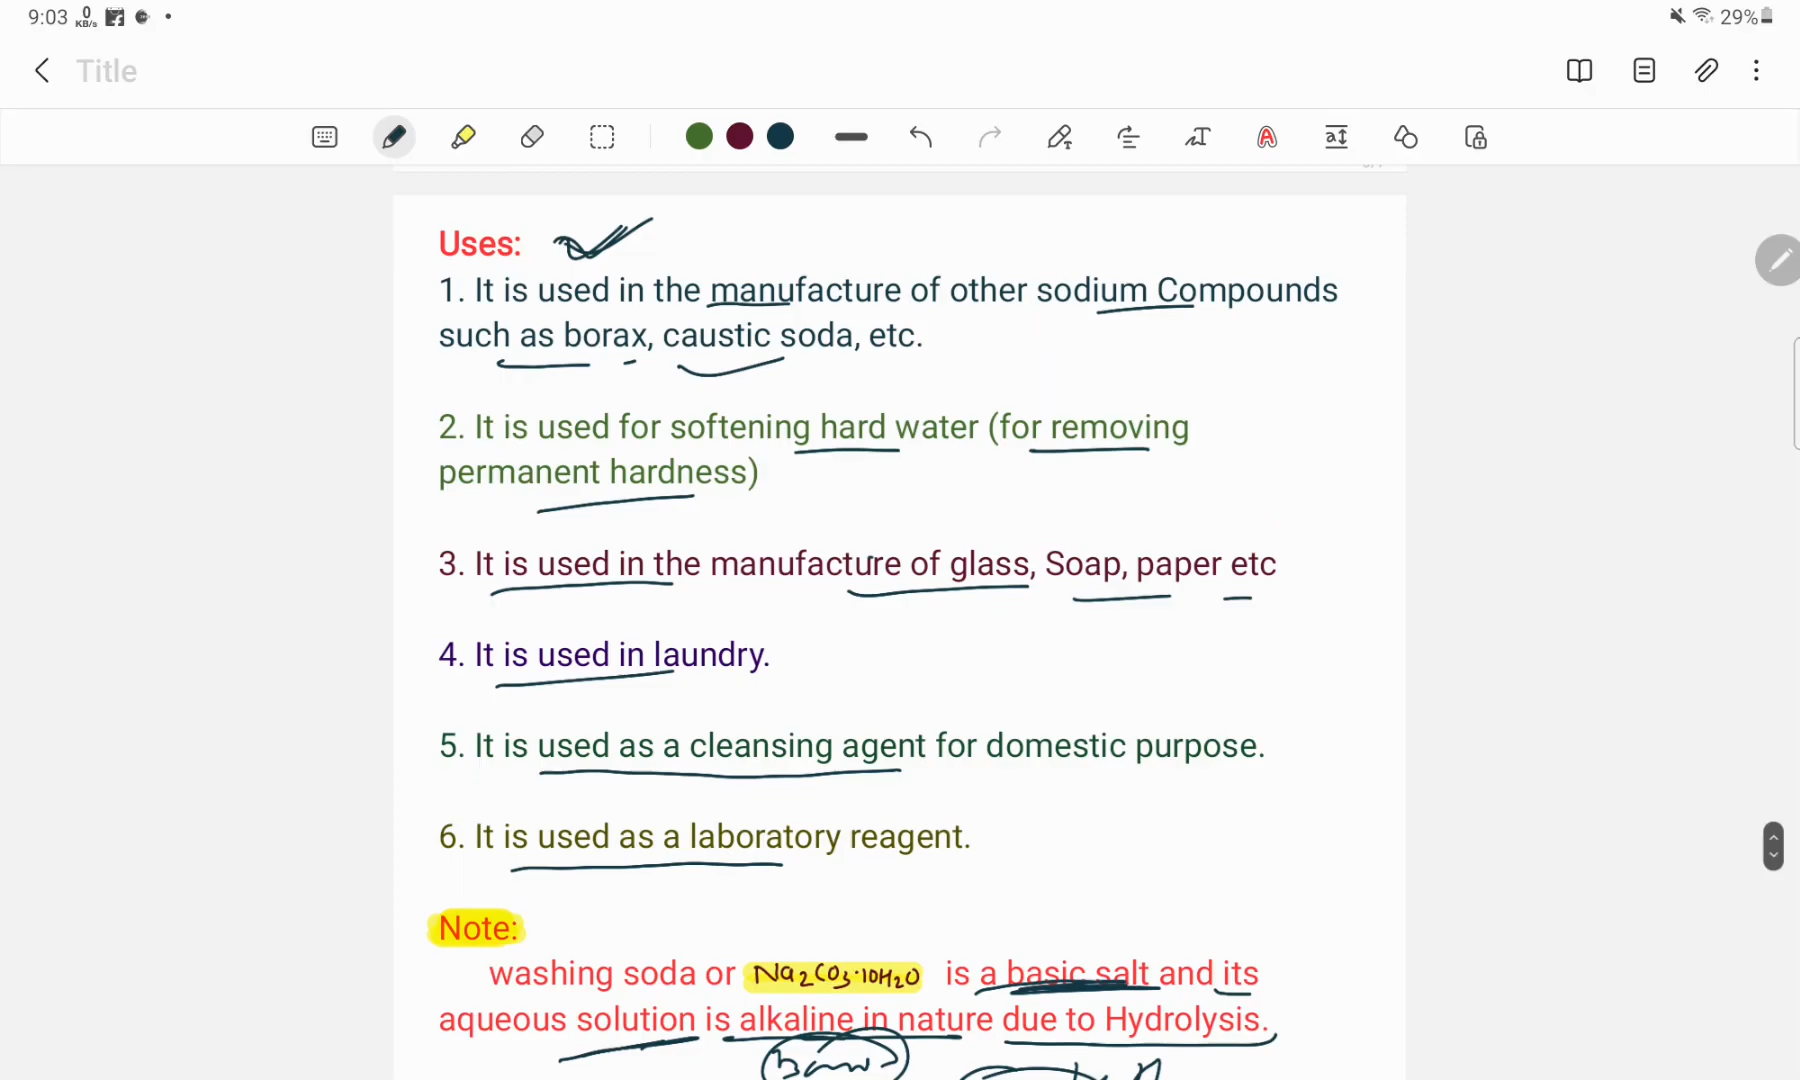 9:03 0 KB/s 29%
Title
Uses:
1. It is used in the manufacture of other sodium Compounds
such as borax, caustic soda, etc.
2. It is used for softening hard water (for removing
permanent hardness)
3. It is used in the manufacture of glass, Soap, paper etc
4. It is used in laundry.
5. It is used as a cleansing agent for domestic purpose.
6. It is used as a laboratory reagent.
Note:
washing soda or Na2CO3·10H2O is a basic salt and its
aqueous solution is alkaline in nature due to Hydrolysis.